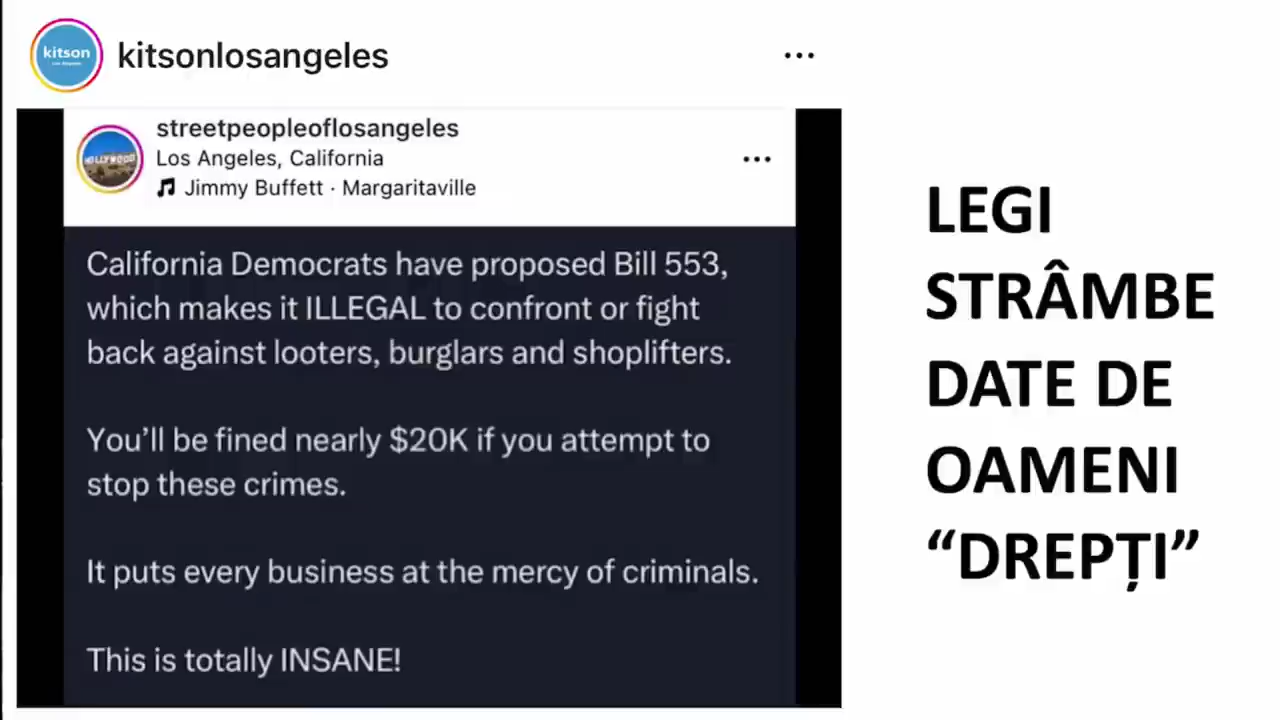 kitson
kitsonlosangeles
...
HOLLYWOOD
streetpeopleoflosangeles
Los Angeles, California
Jimmy Buffett · Margaritaville
...
California Democrats have proposed Bill 553,
which makes it ILLEGAL to confront or fight
back against looters, burglars and shoplifters.
You’ll be fined nearly $20K if you attempt to
stop these crimes.
It puts every business at the mercy of criminals.
This is totally INSANE!
LEGI
STRÂMBE
DATE DE
OAMENI
“DREPȚI”